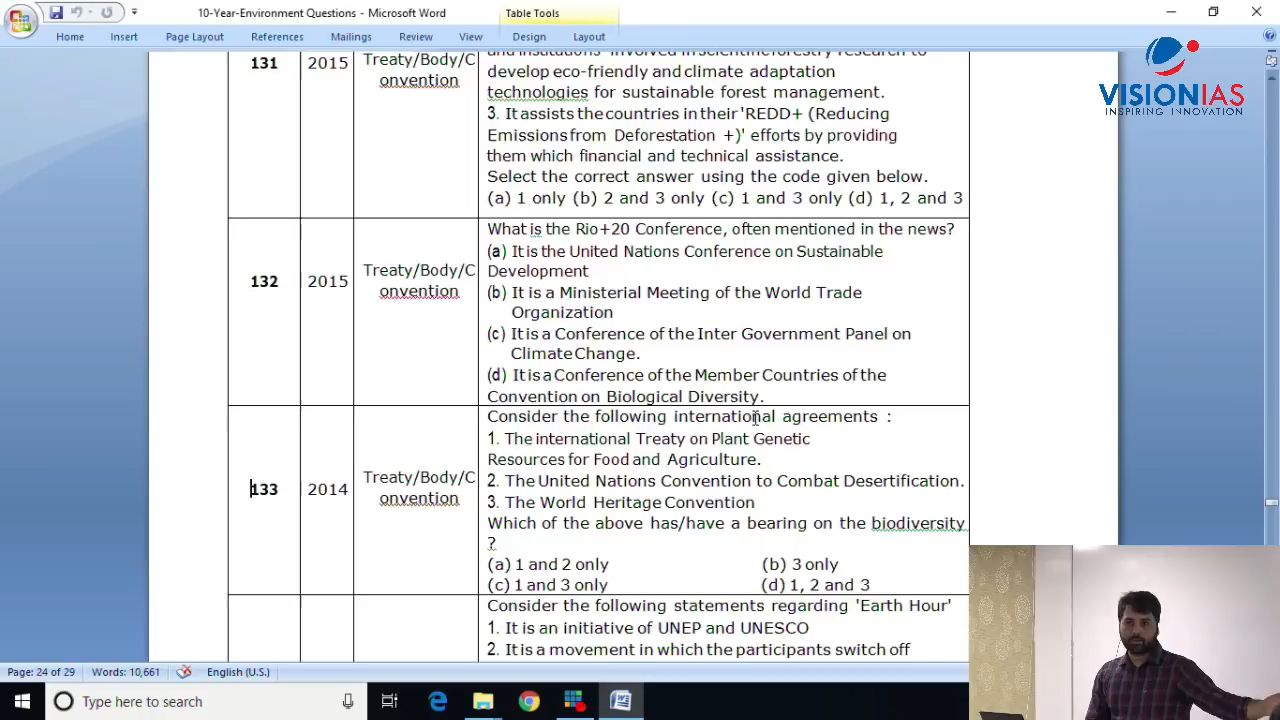 10-Year-Environment Questions - Microsoft Word
Table Tools
Home Insert Page Layout References Mailings Review View Design Layout
VISIONIAS
INSPIRING INNOVATION
131 2015 Treaty/Body/C
onvention
and institutions involved in scientific forestry research to
develop eco-friendly and climate adaptation
technologies for sustainable forest management.
3. It assists the countries in their 'REDD+ (Reducing
Emissions from Deforestation +)' efforts by providing
them which financial and technical assistance.
Select the correct answer using the code given below.
(a) 1 only (b) 2 and 3 only (c) 1 and 3 only (d) 1, 2 and 3
132 2015 Treaty/Body/C
onvention
What is the Rio+20 Conference, often mentioned in the news?
(a) It is the United Nations Conference on Sustainable
Development
(b) It is a Ministerial Meeting of the World Trade
Organization
(c) It is a Conference of the Inter Government Panel on
Climate Change.
(d) It is a Conference of the Member Countries of the
Convention on Biological Diversity.
133 2014 Treaty/Body/C
onvention
Consider the following international agreements :
1. The international Treaty on Plant Genetic
Resources for Food and Agriculture.
2. The United Nations Convention to Combat Desertification.
3. The World Heritage Convention
Which of the above has/have a bearing on the biodiversity
?
(a) 1 and 2 only (b) 3 only
(c) 1 and 3 only (d) 1, 2 and 3
Consider the following statements regarding 'Earth Hour'
1. It is an initiative of UNEP and UNESCO
2. It is a movement in which the participants switch off
Page: 24 of 29 Words: 10,661 English (U.S.)
Type here to search